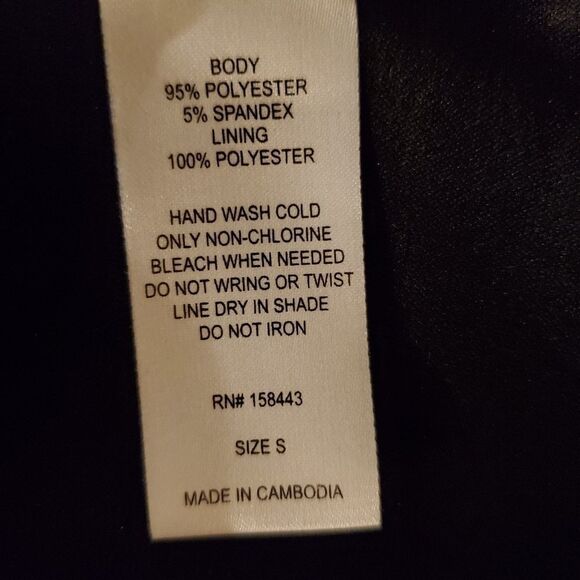 BODY
95% POLYESTER
5% SPANDEX
LINING
100% POLYESTER
HAND WASH COLD
ONLY NON-CHLORINE
BLEACH WHEN NEEDED
DO NOT WRING OR TWIST
LINE DRY IN SHADE
DO NOT IRON
RN# 158443
SIZE S
MADE IN CAMBODIA